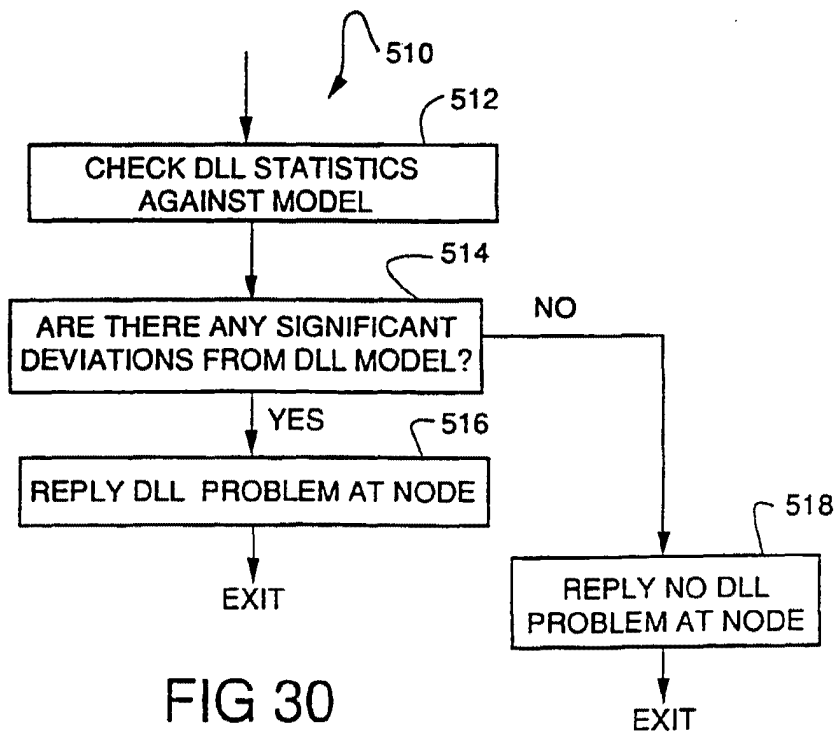 510
512
CHECK DLL STATISTICS
AGAINST MODEL
514
ARE THERE ANY SIGNIFICANT
DEVIATIONS FROM DLL MODEL?
NO
YES
516
REPLY DLL PROBLEM AT NODE
518
EXIT
REPLY NO DLL
PROBLEM AT NODE
FIG 30
EXIT